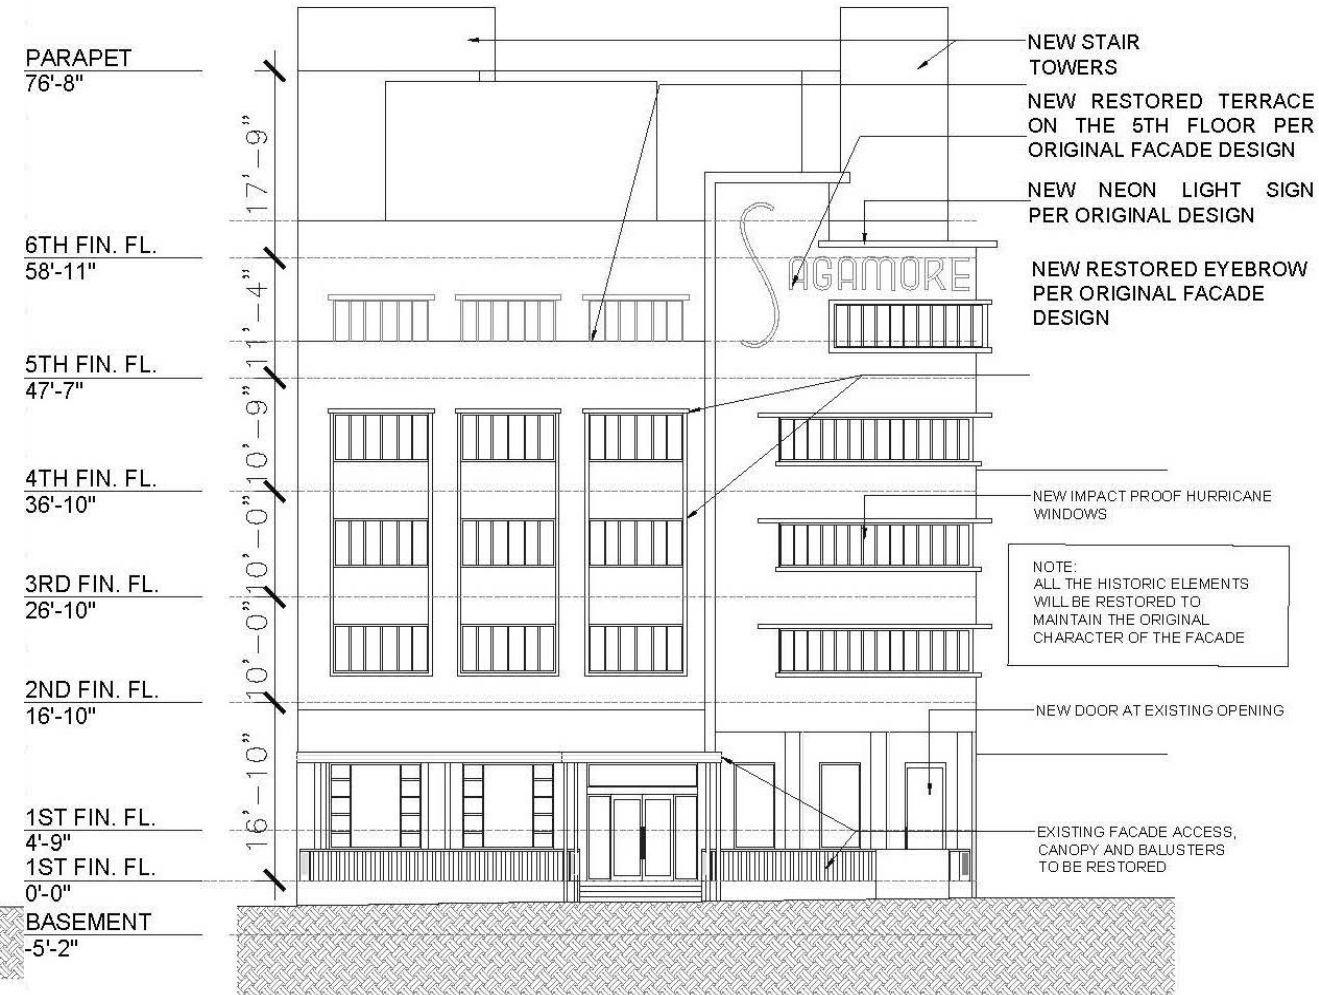 PARAPET
76'-8"
6TH FIN. FL.
58'-11"
5TH FIN. FL.
47'-7"
4TH FIN. FL.
36'-10"
3RD FIN. FL.
26'-10"
2ND FIN. FL.
16'-10"
1ST FIN. FL.
4'-9"
1ST FIN. FL.
0'-0"
BASEMENT
-5'-2"
17'-9"
11'-4"
10'-9"
10'-0"
10'-0"
16'-10"
SAGAMORE
NEW STAIR
TOWERS
NEW RESTORED TERRACE
ON THE 5TH FLOOR PER
ORIGINAL FACADE DESIGN
NEW NEON LIGHT SIGN
PER ORIGINAL DESIGN
NEW RESTORED EYEBROW
PER ORIGINAL FACADE
DESIGN
NEW IMPACT PROOF HURRICANE
WINDOWS
NOTE:
ALL THE HISTORIC ELEMENTS
WILL BE RESTORED TO
MAINTAIN THE ORIGINAL
CHARACTER OF THE FACADE
NEW DOOR AT EXISTING OPENING
EXISTING FACADE ACCESS,
CANOPY AND BALUSTERS
TO BE RESTORED